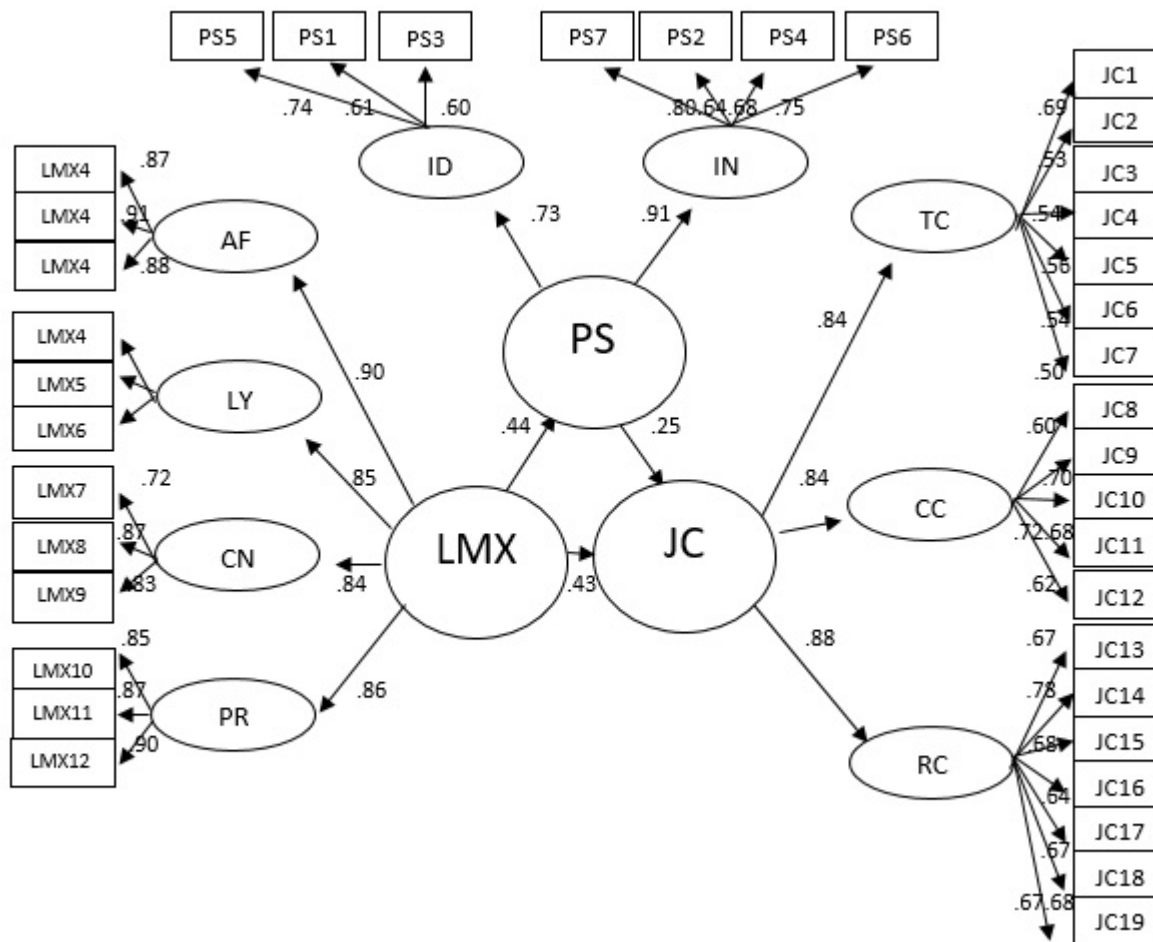 PS5 PS1 PS3 PS7 PS2 PS4 PS6
.74 .61 .60 .80 .64 .68 .75
ID IN
.73 .91
LMX4 .87
LMX4 .91
LMX4 .88
AF
.90
LMX4
LMX5
LMX6
LY
85
LMX7 .72
LMX8 .87
LMX9 .83
CN
.84
LMX10 .85
LMX11 .87
LMX12 .90
PR
.86
PS
.44 .25
LMX JC
.43
.84
TC
.69 JC1
JC2
.53 JC3
.54 JC4
.56 JC5
.54 JC6
.50 JC7
.84
CC
.60 JC8
.70 JC9
JC10
.72 .68 JC11
.62 JC12
.88
RC
.67 JC13
.78 JC14
.68 JC15
.64 JC16
JC17
.67 JC18
.67 .68 JC19